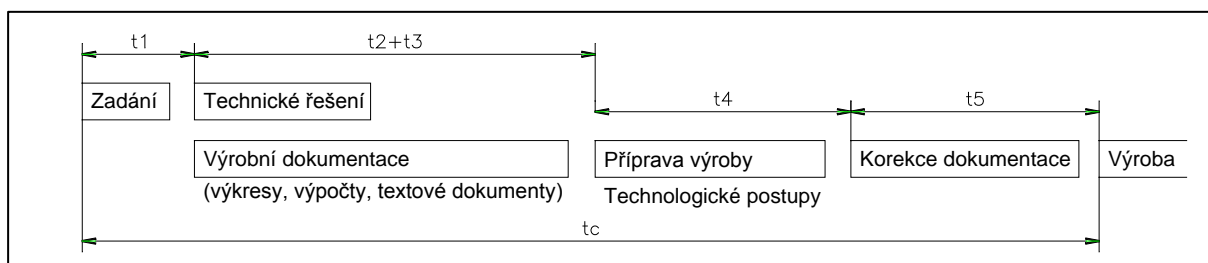 t1
t2+t3
Zadání
Technické řešení
t4
t5
Výrobní dokumentace
Příprava výroby
Korekce dokumentace
Výroba
(výkresy, výpočty, textové dokumenty)
Technologické postupy
tc